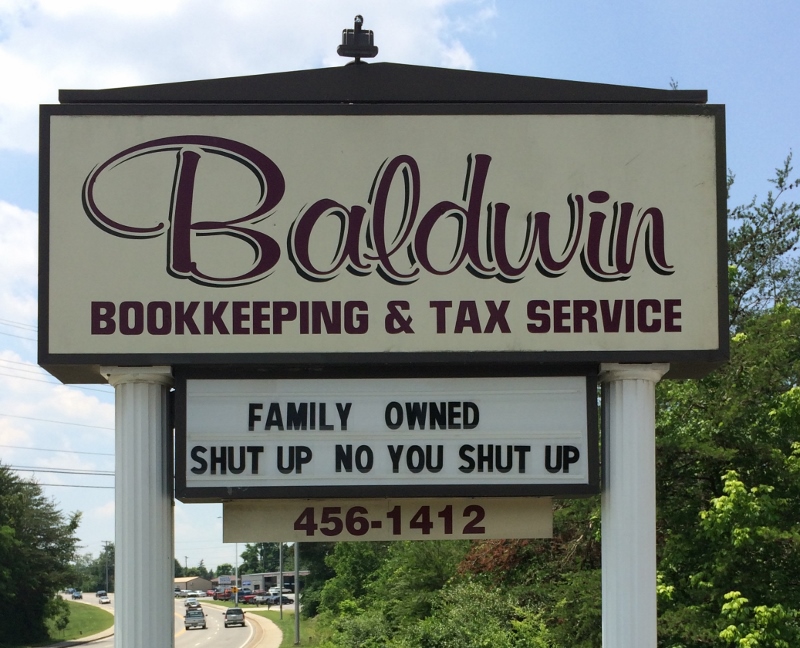 Baldwin
BOOKKEEPING & TAX SERVICE
FAMILY OWNED
SHUT UP NO YOU SHUT UP
456-1412